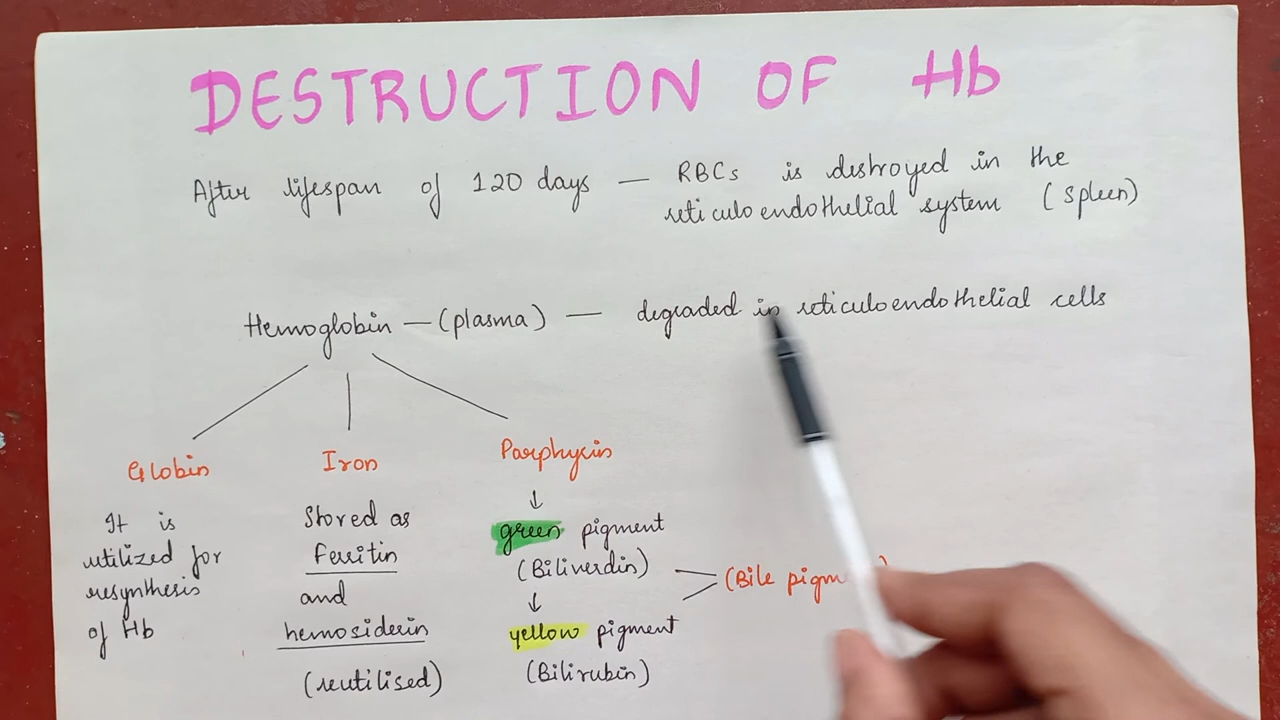 DESTRUCTION OF Hb
After lifespan of 120 days — RBCs is destroyed in the
reticuloendothelial system (spleen)
Hemoglobin — (plasma) — degraded in reticuloendothelial cells
Globin
It is
utilized for
resynthesis
of Hb
Iron
Stored as
Ferritin
and
hemosiderin
(reutilised)
Porphyrin
↓
green pigment
(Biliverdin)
↓
yellow pigment
(Bilirubin)
(Bile